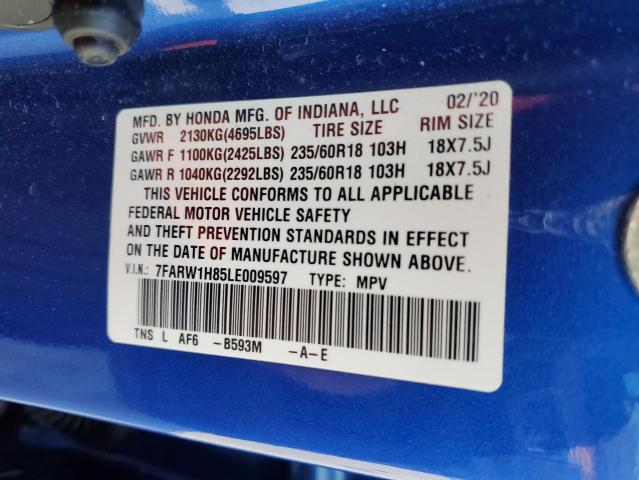 MFD. BY HONDA MFG. OF INDIANA, LLC 02/'20
GVWR 2130KG(4695LBS) TIRE SIZE RIM SIZE
GAWR F 1100KG(2425LBS) 235/60R18 103H 18X7.5J
GAWR R 1040KG(2292LBS) 235/60R18 103H 18X7.5J
THIS VEHICLE CONFORMS TO ALL APPLICABLE
FEDERAL MOTOR VEHICLE SAFETY
AND THEFT PREVENTION STANDARDS IN EFFECT
ON THE DATE OF MANUFACTURE SHOWN ABOVE.
V.I.N.: 7FARW1H85LE009597 TYPE: MPV
TNS L AF6 -B593M -A-E